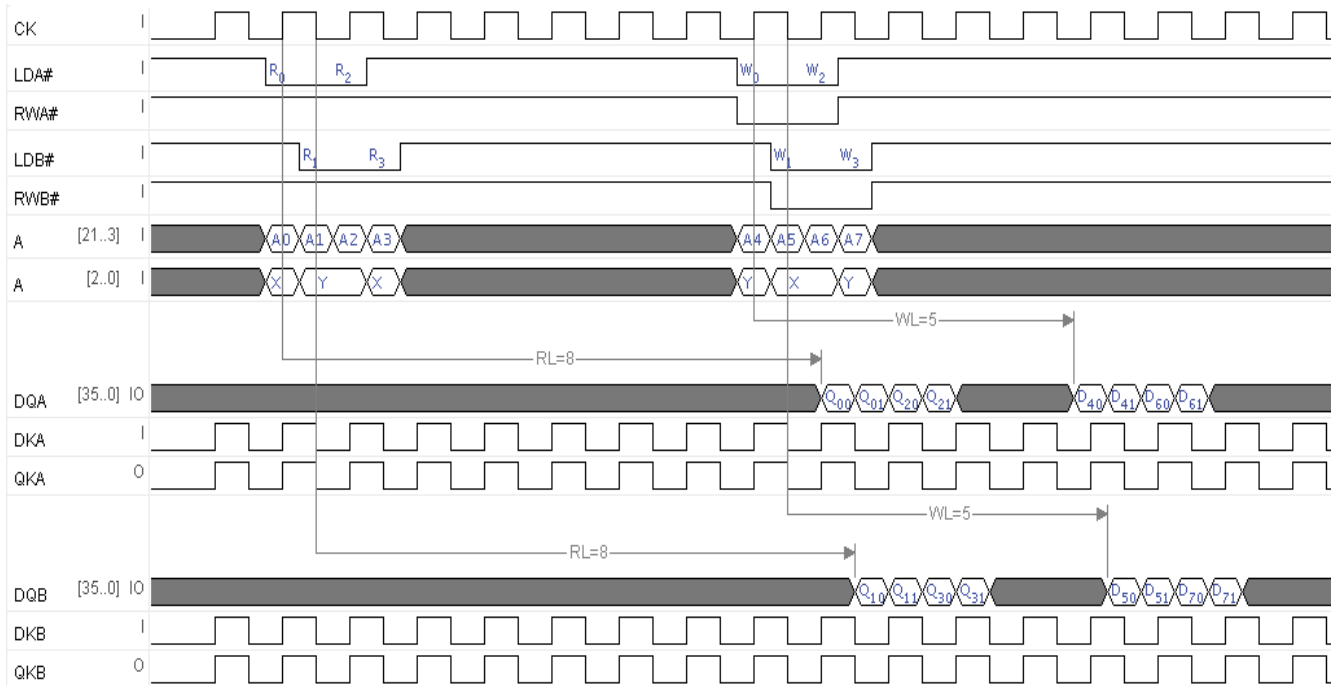 CK I
LDA# I R0 R2 W0 W2
RWA# I
LDB# I R1 R3 W1 W3
RWB# I
A [21..3] I A0 A1 A2 A3 A4 A5 A6 A7
A [2..0] I X Y X Y X Y
WL=5
RL=8
DQA [35..0] IO Q00 Q01 Q20 Q21 D40 D41 D60 D61
DKA I
QKA O
WL=5
RL=8
DQB [35..0] IO Q10 Q11 Q30 Q31 D50 D51 D70 D71
DKB I
QKB O